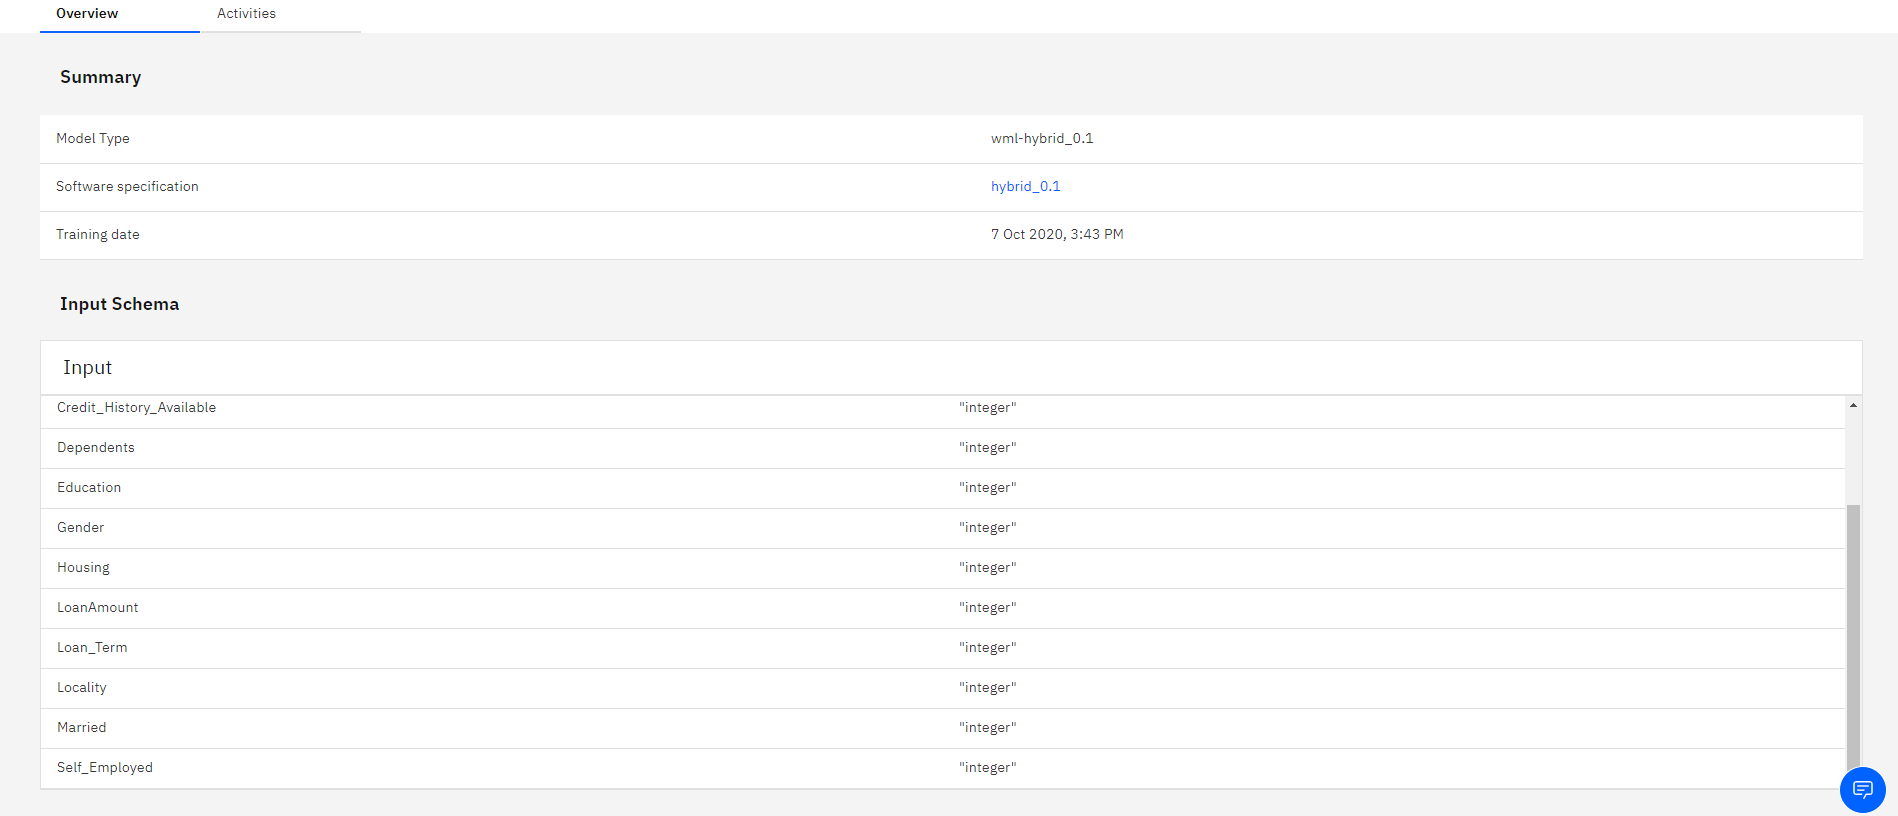 Overview Activities
Summary
Model Type wml-hybrid_0.1
Software specification hybrid_0.1
Training date 7 Oct 2020, 3:43 PM
Input Schema
Input
Credit_History_Available "integer"
Dependents "integer"
Education "integer"
Gender "integer"
Housing "integer"
LoanAmount "integer"
Loan_Term "integer"
Locality "integer"
Married "integer"
Self_Employed "integer"